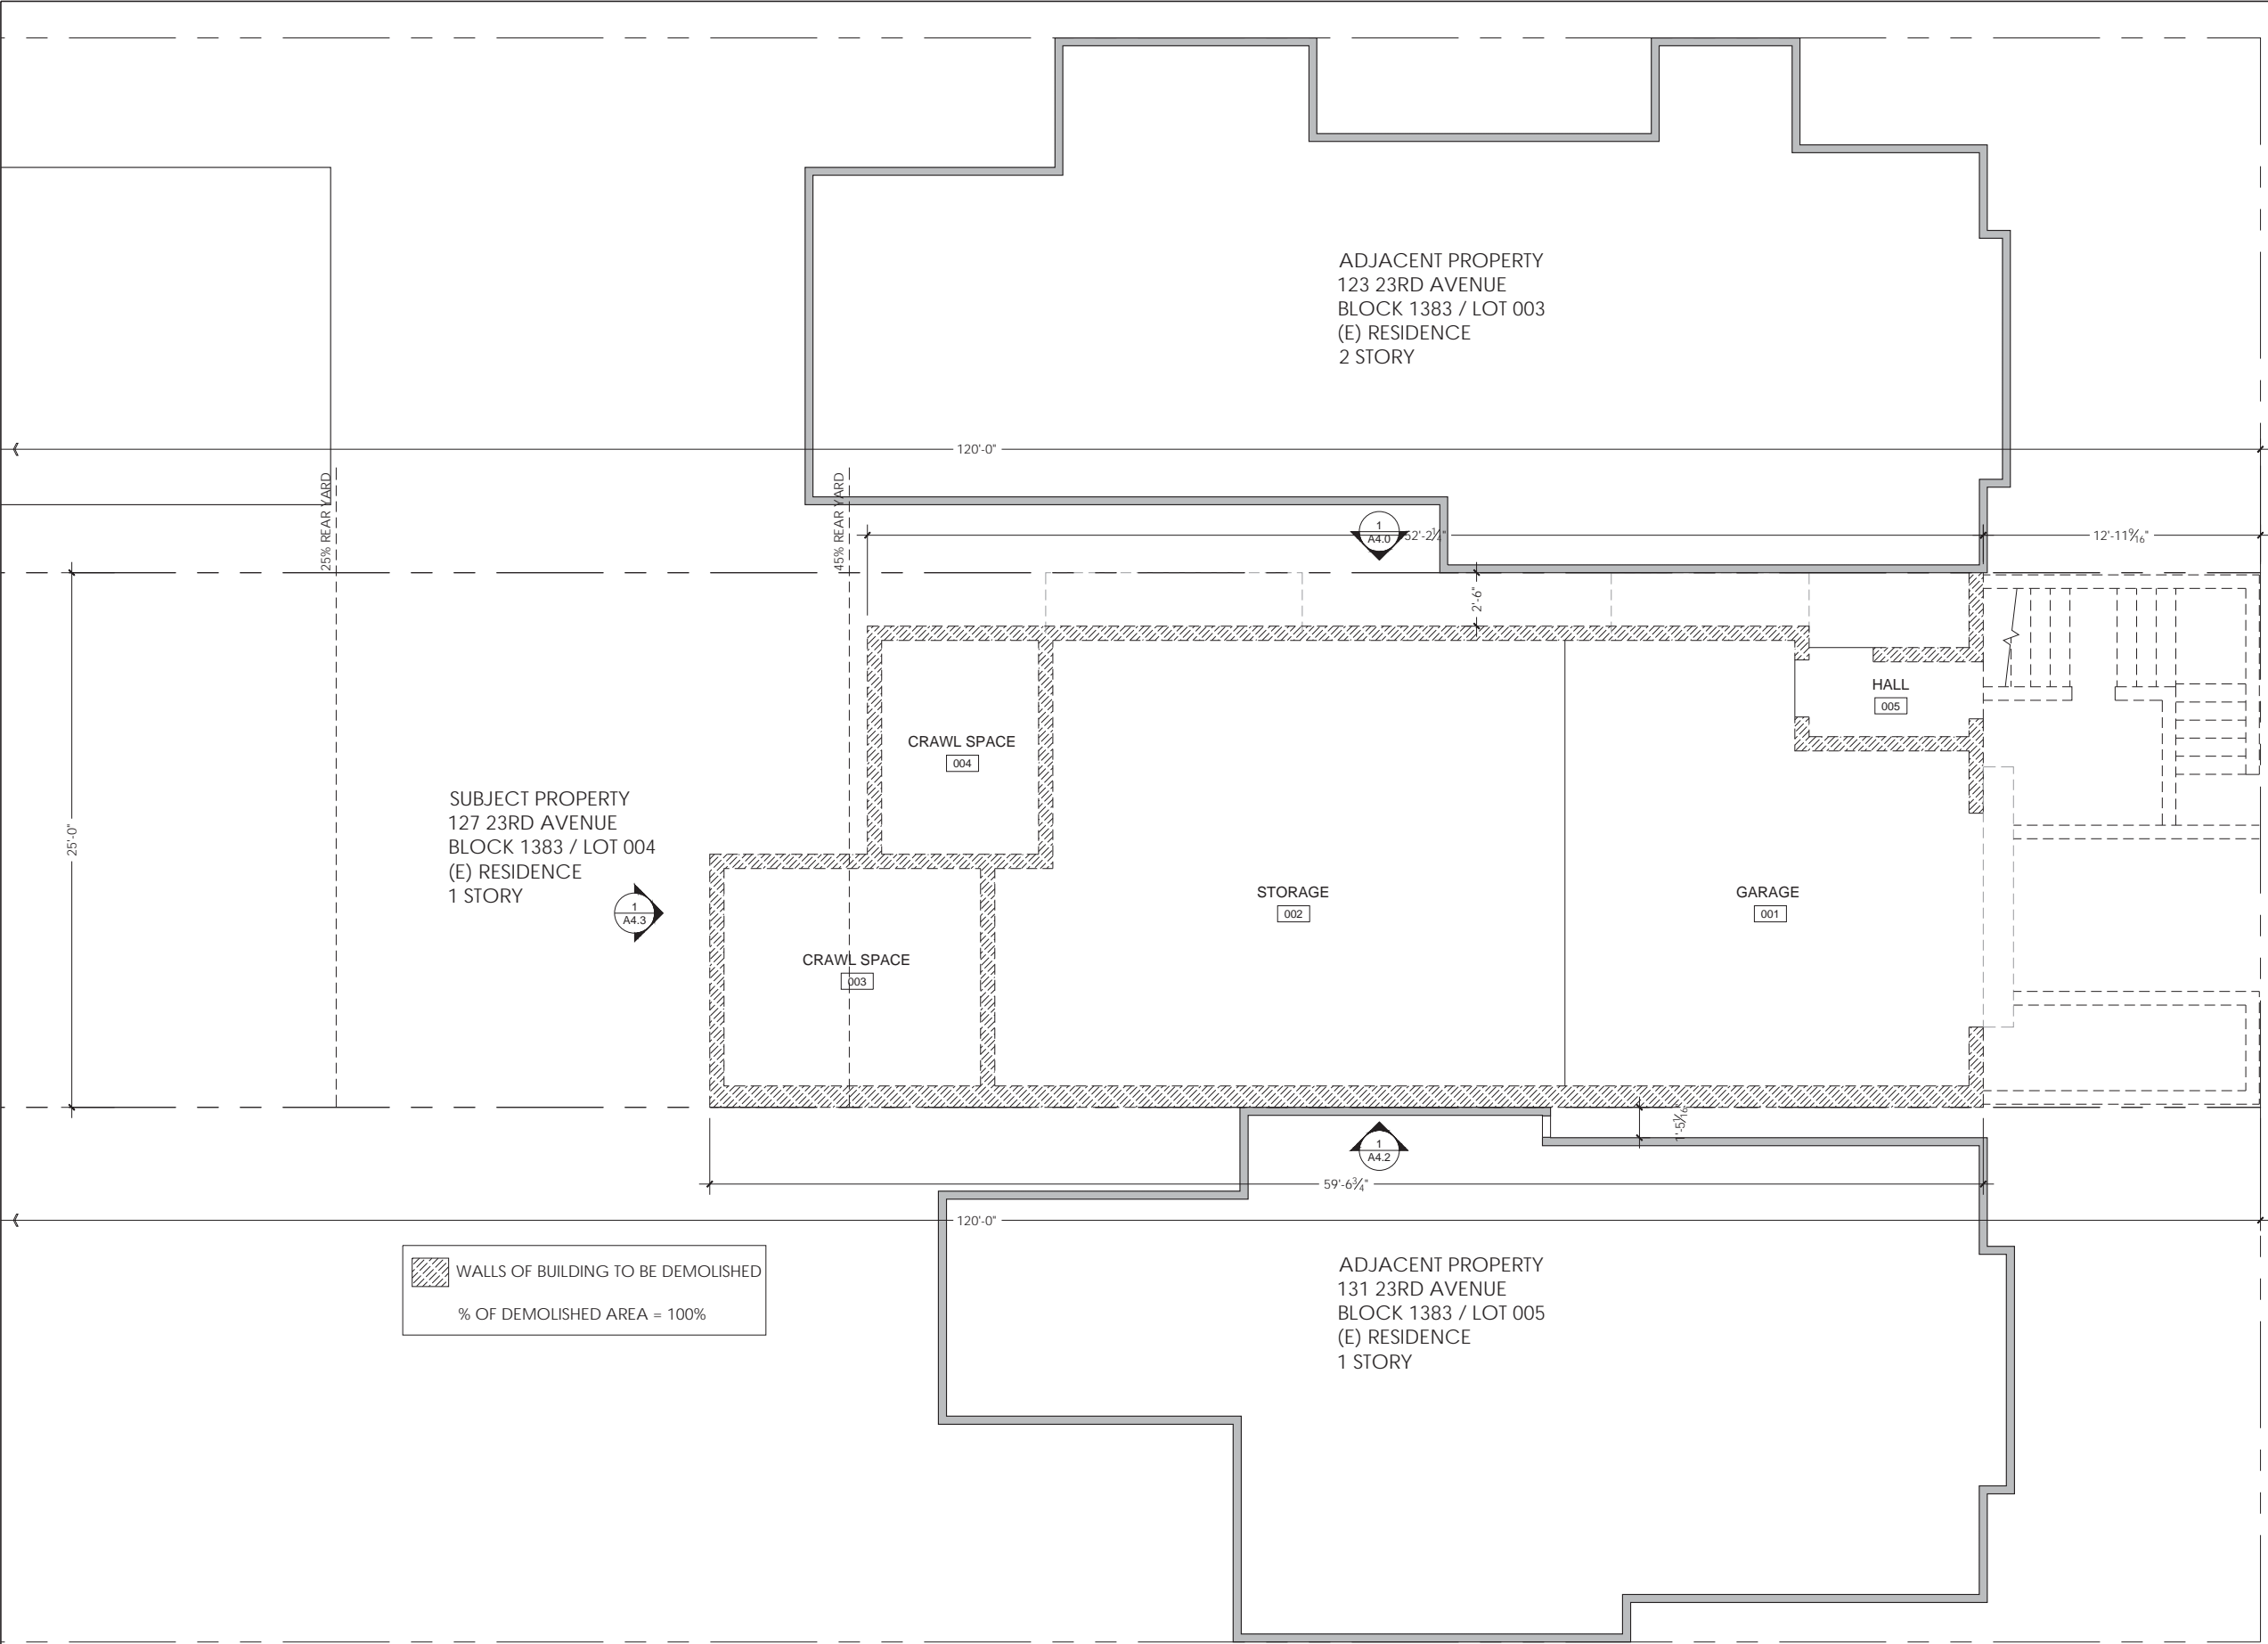 ADJACENT PROPERTY
123 23RD AVENUE
BLOCK 1383 / LOT 003
(E) RESIDENCE
2 STORY
120'-0"
25% REAR YARD
45% REAR YARD
1
A4.0
52'-2¼"
12'-11⁹⁄₁₆"
2'-6"
HALL
005
CRAWL SPACE
004
SUBJECT PROPERTY
127 23RD AVENUE
BLOCK 1383 / LOT 004
(E) RESIDENCE
1 STORY
25'-0"
1
A4.3
STORAGE
002
GARAGE
001
CRAWL SPACE
003
1'-5¹⁄₁₆"
1
A4.2
59'-6¾"
120'-0"
WALLS OF BUILDING TO BE DEMOLISHED
% OF DEMOLISHED AREA = 100%
ADJACENT PROPERTY
131 23RD AVENUE
BLOCK 1383 / LOT 005
(E) RESIDENCE
1 STORY